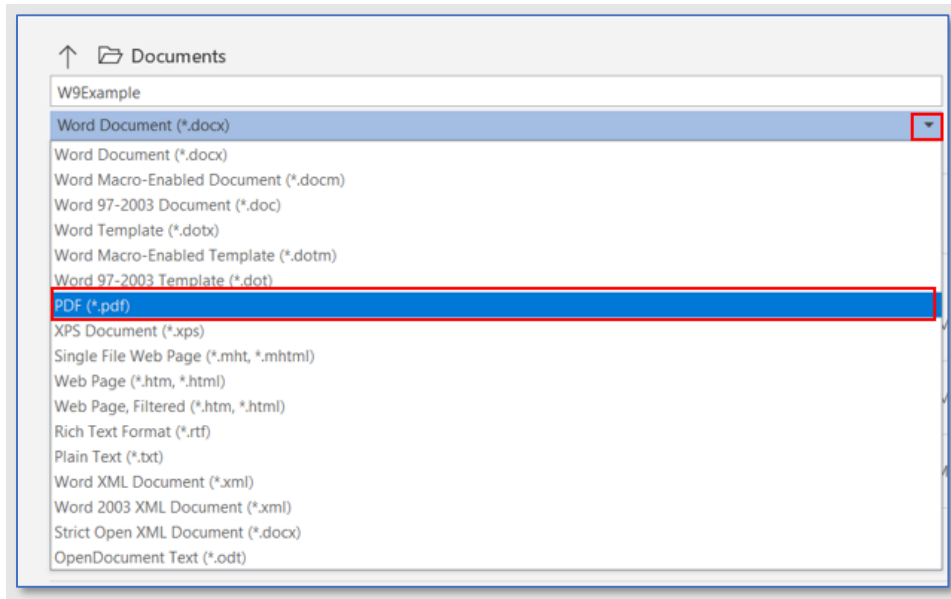 Documents
W9Example
Word Document (*.docx)
Word Document (*.docx)
Word Macro-Enabled Document (*.docm)
Word 97-2003 Document (*.doc)
Word Template (*.dotx)
Word Macro-Enabled Template (*.dotm)
Word 97-2003 Template (*.dot)
PDF (*.pdf)
XPS Document (*.xps)
Single File Web Page (*.mht, *.mhtml)
Web Page (*.htm, *.html)
Web Page, Filtered (*.htm, *.html)
Rich Text Format (*.rtf)
Plain Text (*.txt)
Word XML Document (*.xml)
Word 2003 XML Document (*.xml)
Strict Open XML Document (*.docx)
OpenDocument Text (*.odt)